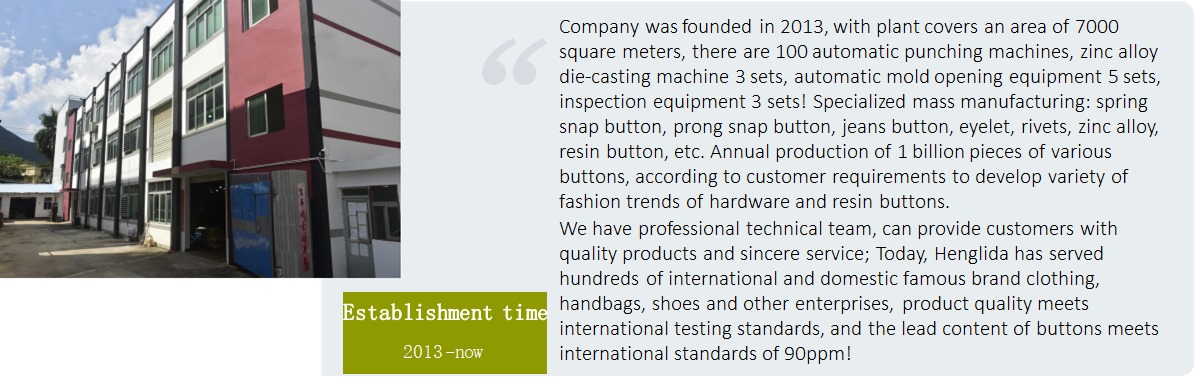 Company was founded in 2013, with plant covers an area of 7000
square meters, there are 100 automatic punching machines, zinc alloy
die-casting machine 3 sets, automatic mold opening equipment 5 sets,
inspection equipment 3 sets! Specialized mass manufacturing: spring
snap button, prong snap button, jeans button, eyelet, rivets, zinc alloy,
resin button, etc. Annual production of 1 billion pieces of various
buttons, according to customer requirements to develop variety of
fashion trends of hardware and resin buttons.
We have professional technical team, can provide customers with
quality products and sincere service; Today, Henglida has served
hundreds of international and domestic famous brand clothing,
handbags, shoes and other enterprises, product quality meets
international testing standards, and the lead content of buttons meets
international standards of 90ppm!
Establishment time
2013-now